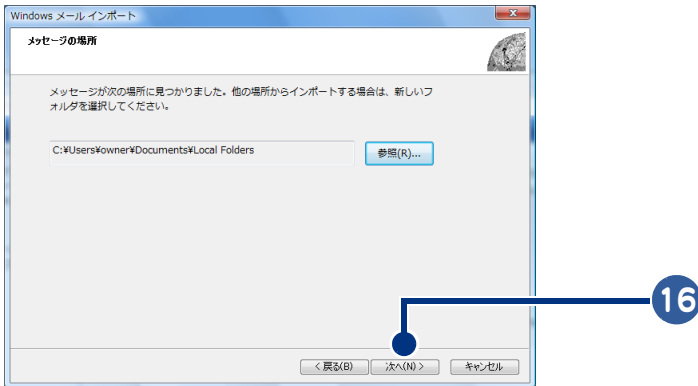 Windows メール インポート
メッセージの場所
メッセージが次の場所に見つかりました。他の場所からインポートする場合は、新しいフ
ォルダを選択してください。
C:¥Users¥owner¥Documents¥Local Folders
参照(R)...
16
< 戻る(B)
次へ(N) >
キャンセル